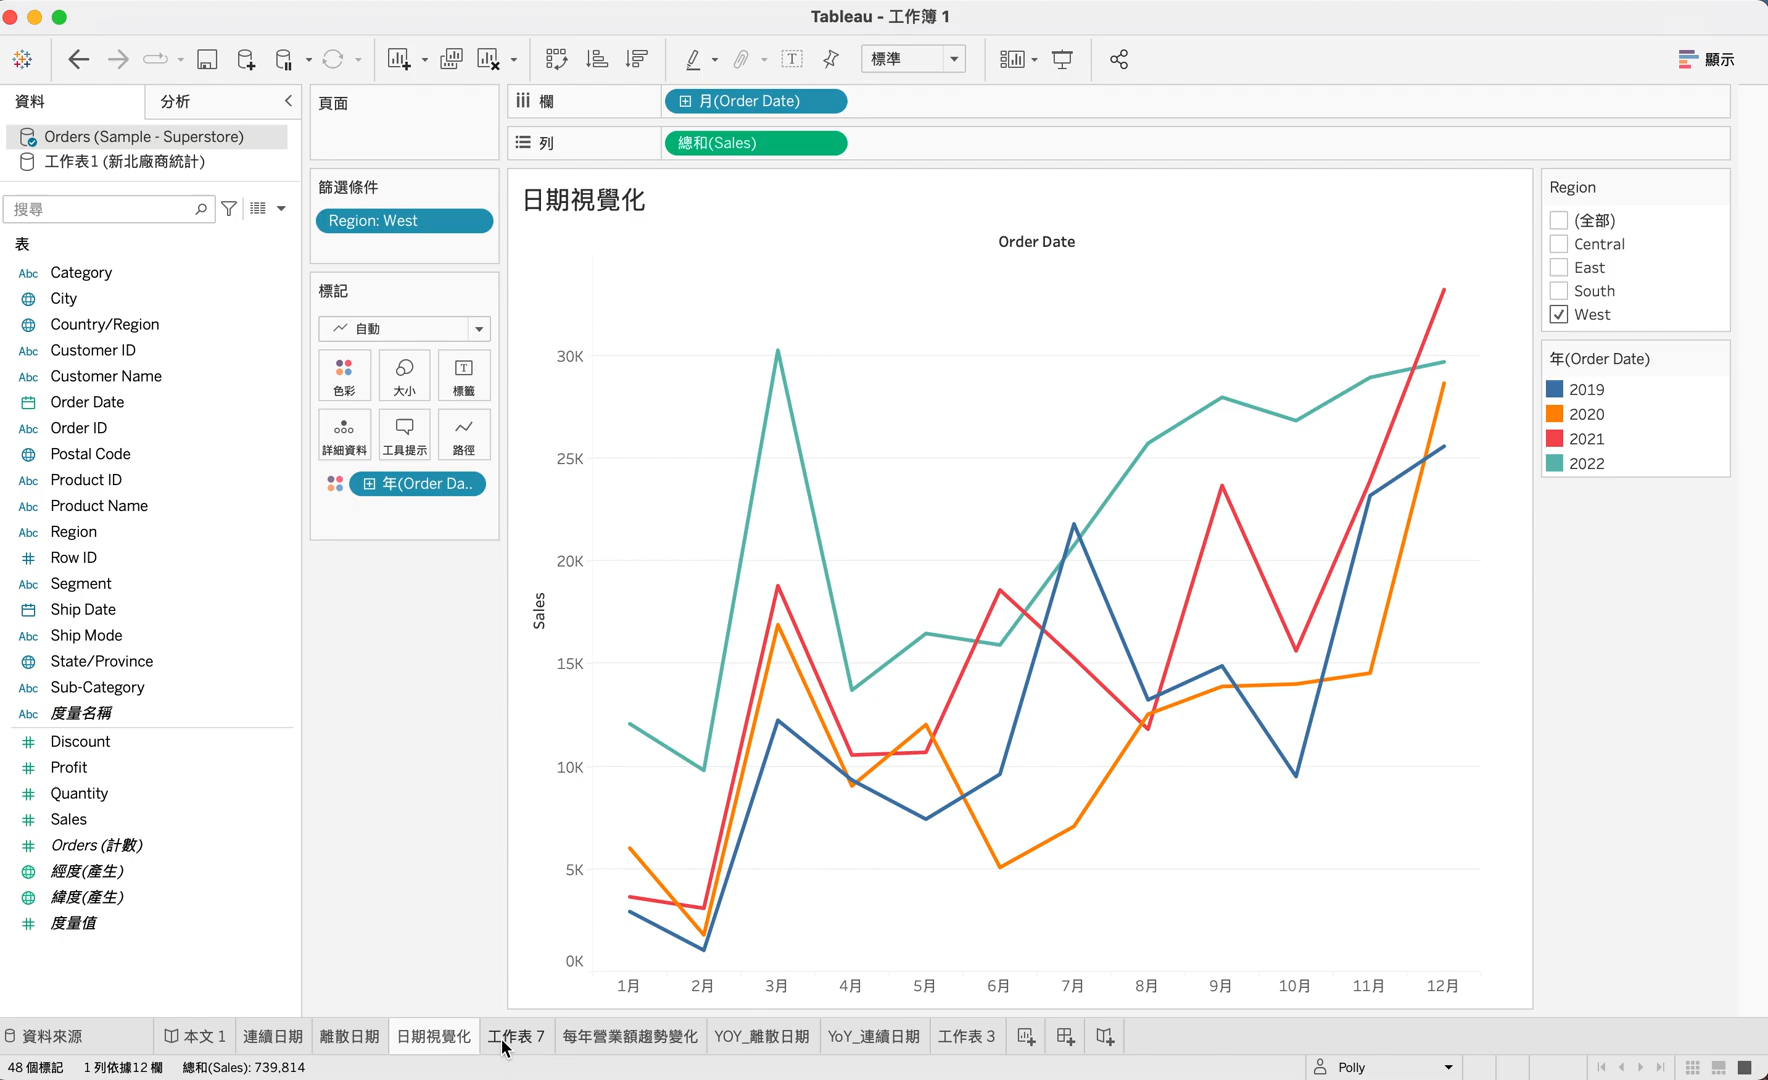 Tableau - 工作簿 1
標準
顯示
資料
分析
Orders (Sample - Superstore)
工作表1 (新北廠商統計)
搜尋
表
Abc Category
City
Country/Region
Abc Customer ID
Abc Customer Name
Order Date
Abc Order ID
Postal Code
Abc Product ID
Abc Product Name
Abc Region
Row ID
Abc Segment
Ship Date
Abc Ship Mode
State/Province
Abc Sub-Category
Abc 度量名稱
Discount
Profit
Quantity
Sales
Orders (計數)
經度(產生)
緯度(產生)
度量值
頁面
篩選條件
Region: West
標記
自動
色彩
大小
標籤
詳細資料
工具提示
路徑
年(Order Da..
欄
月(Order Date)
列
總和(Sales)
日期視覺化
Order Date
Sales
30K
25K
20K
15K
10K
5K
0K
1月
2月
3月
4月
5月
6月
7月
8月
9月
10月
11月
12月
Region
(全部)
Central
East
South
West
年(Order Date)
2019
2020
2021
2022
資料來源
本文 1
連續日期
離散日期
日期視覺化
工作表 7
每年營業額趨勢變化
YOY_離散日期
YoY_連續日期
工作表 3
48 個標記
1 列依據12 欄
總和(Sales): 739,814
Polly